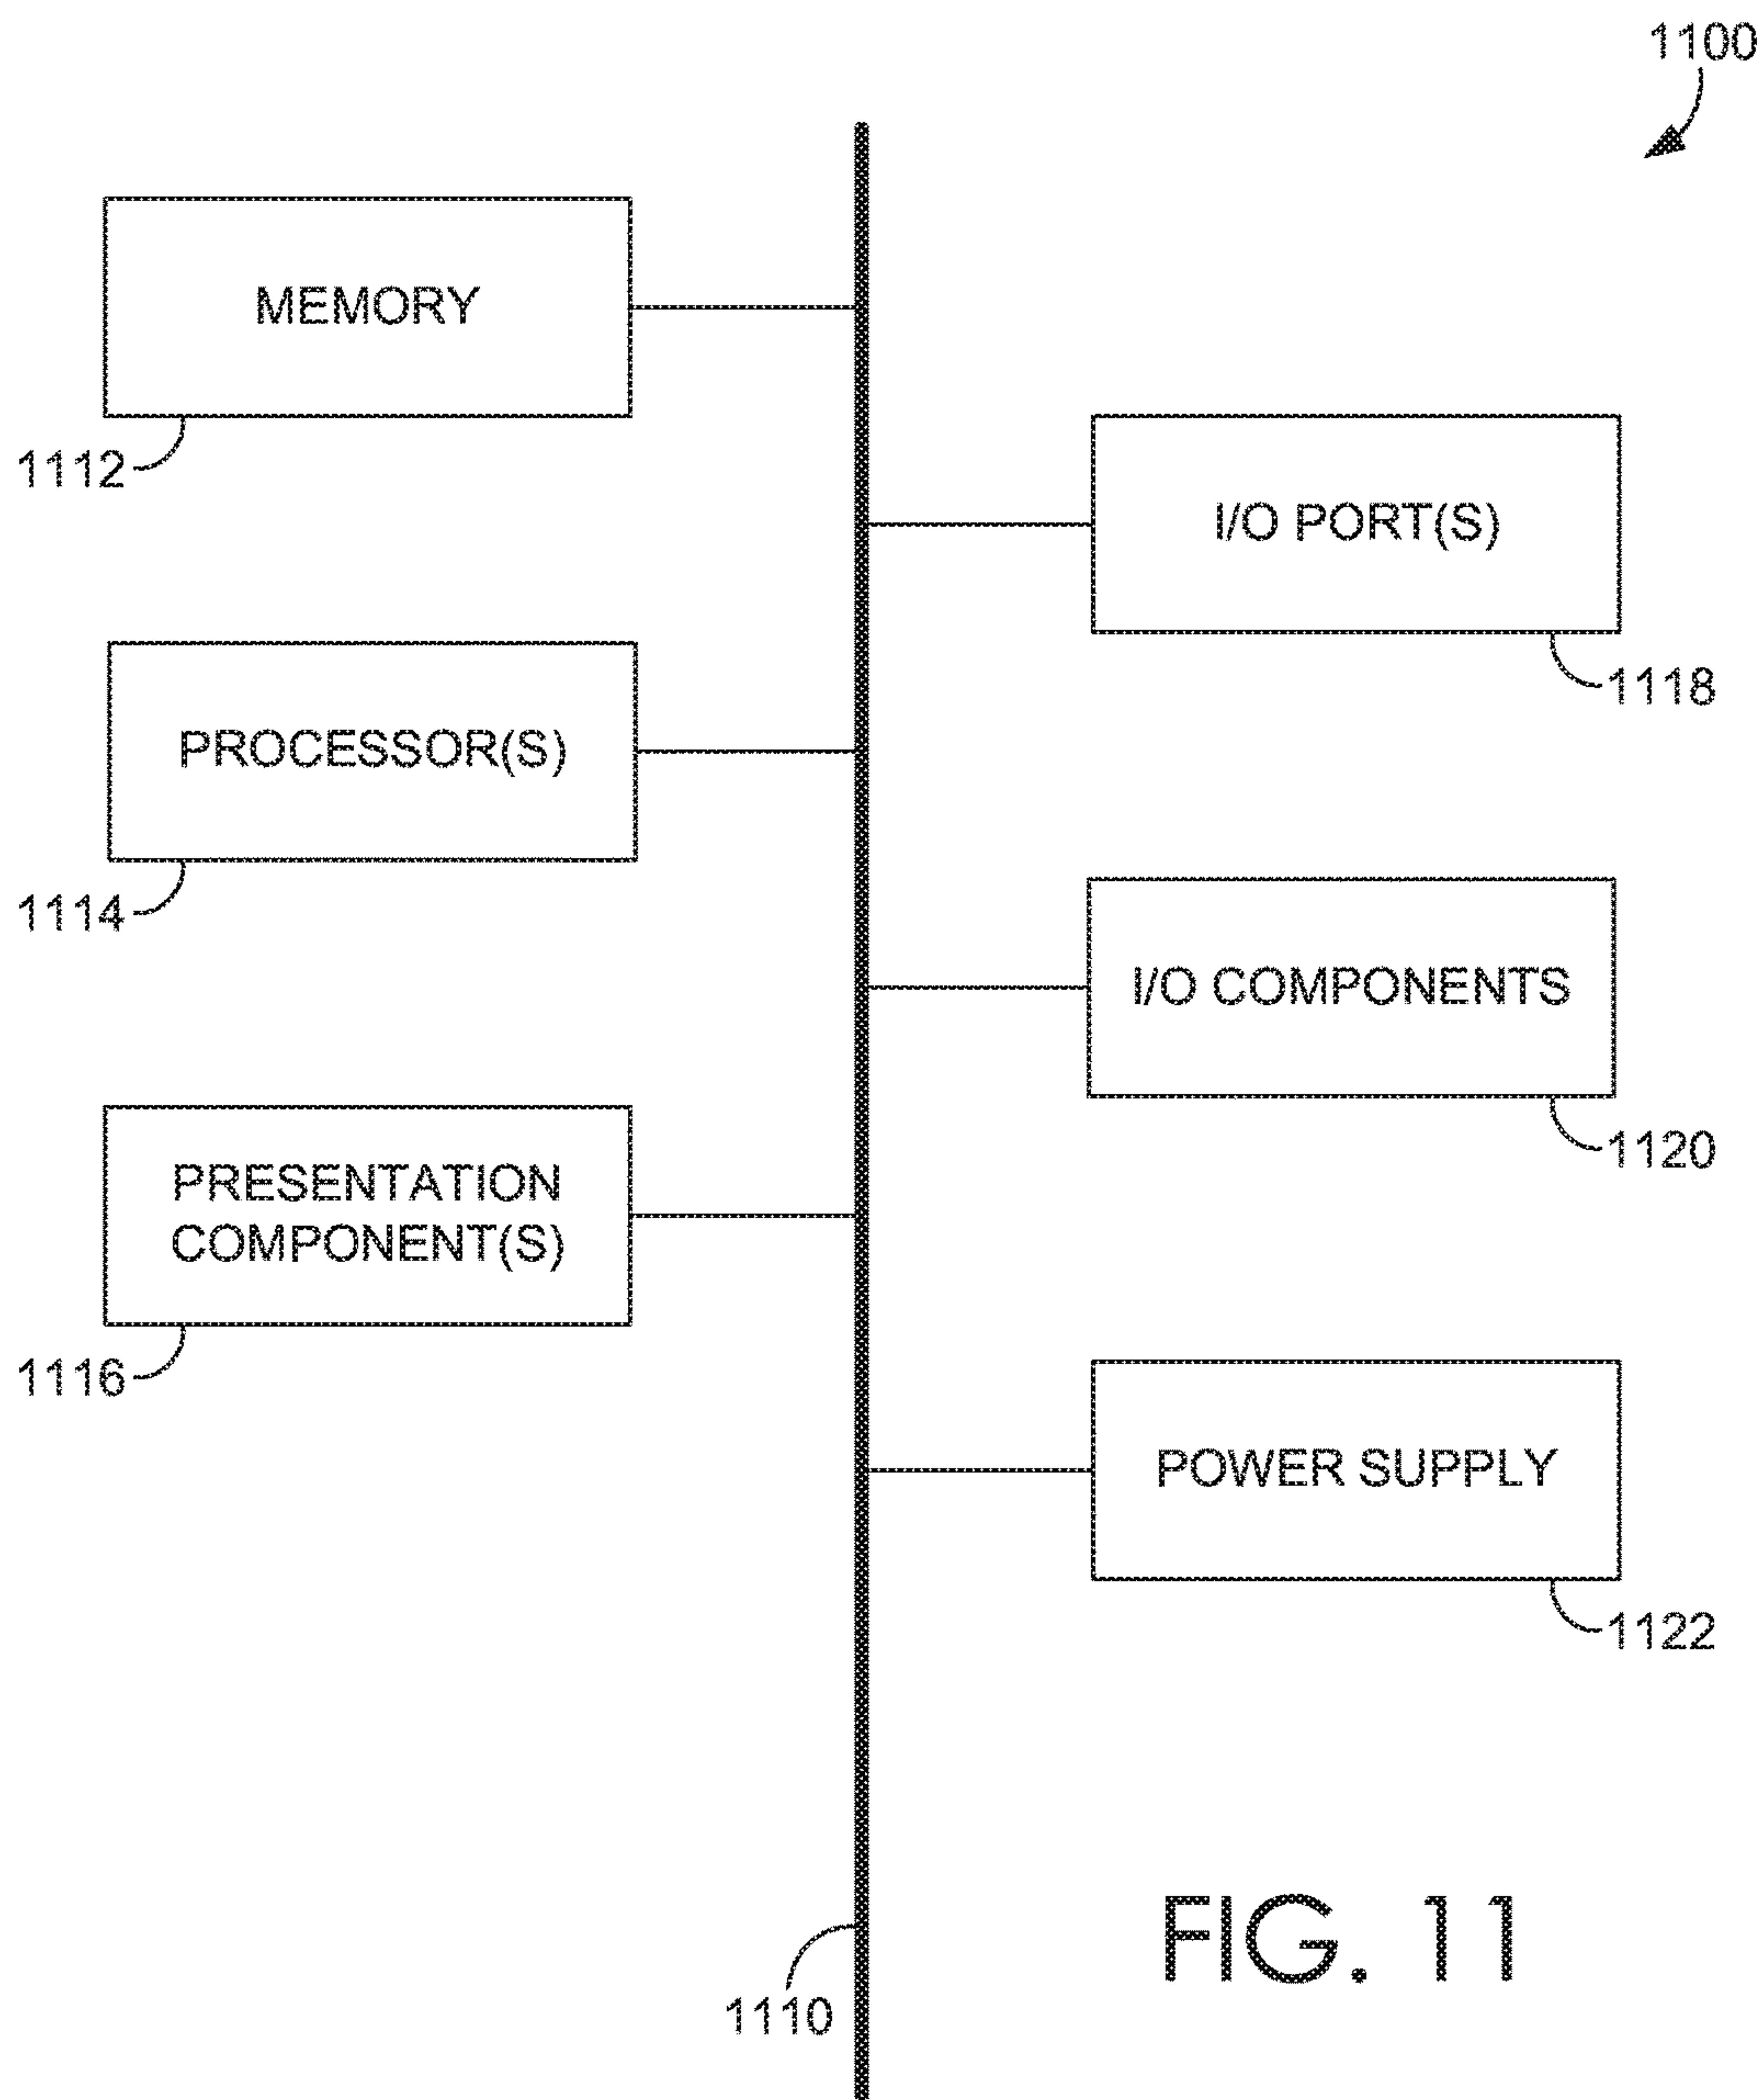 1100
MEMORY
1112
I/O PORT(S)
1118
PROCESSOR(S)
1114
I/O COMPONENTS
1120
PRESENTATION
COMPONENT(S)
1116
POWER SUPPLY
1122
1110
FIG. 11